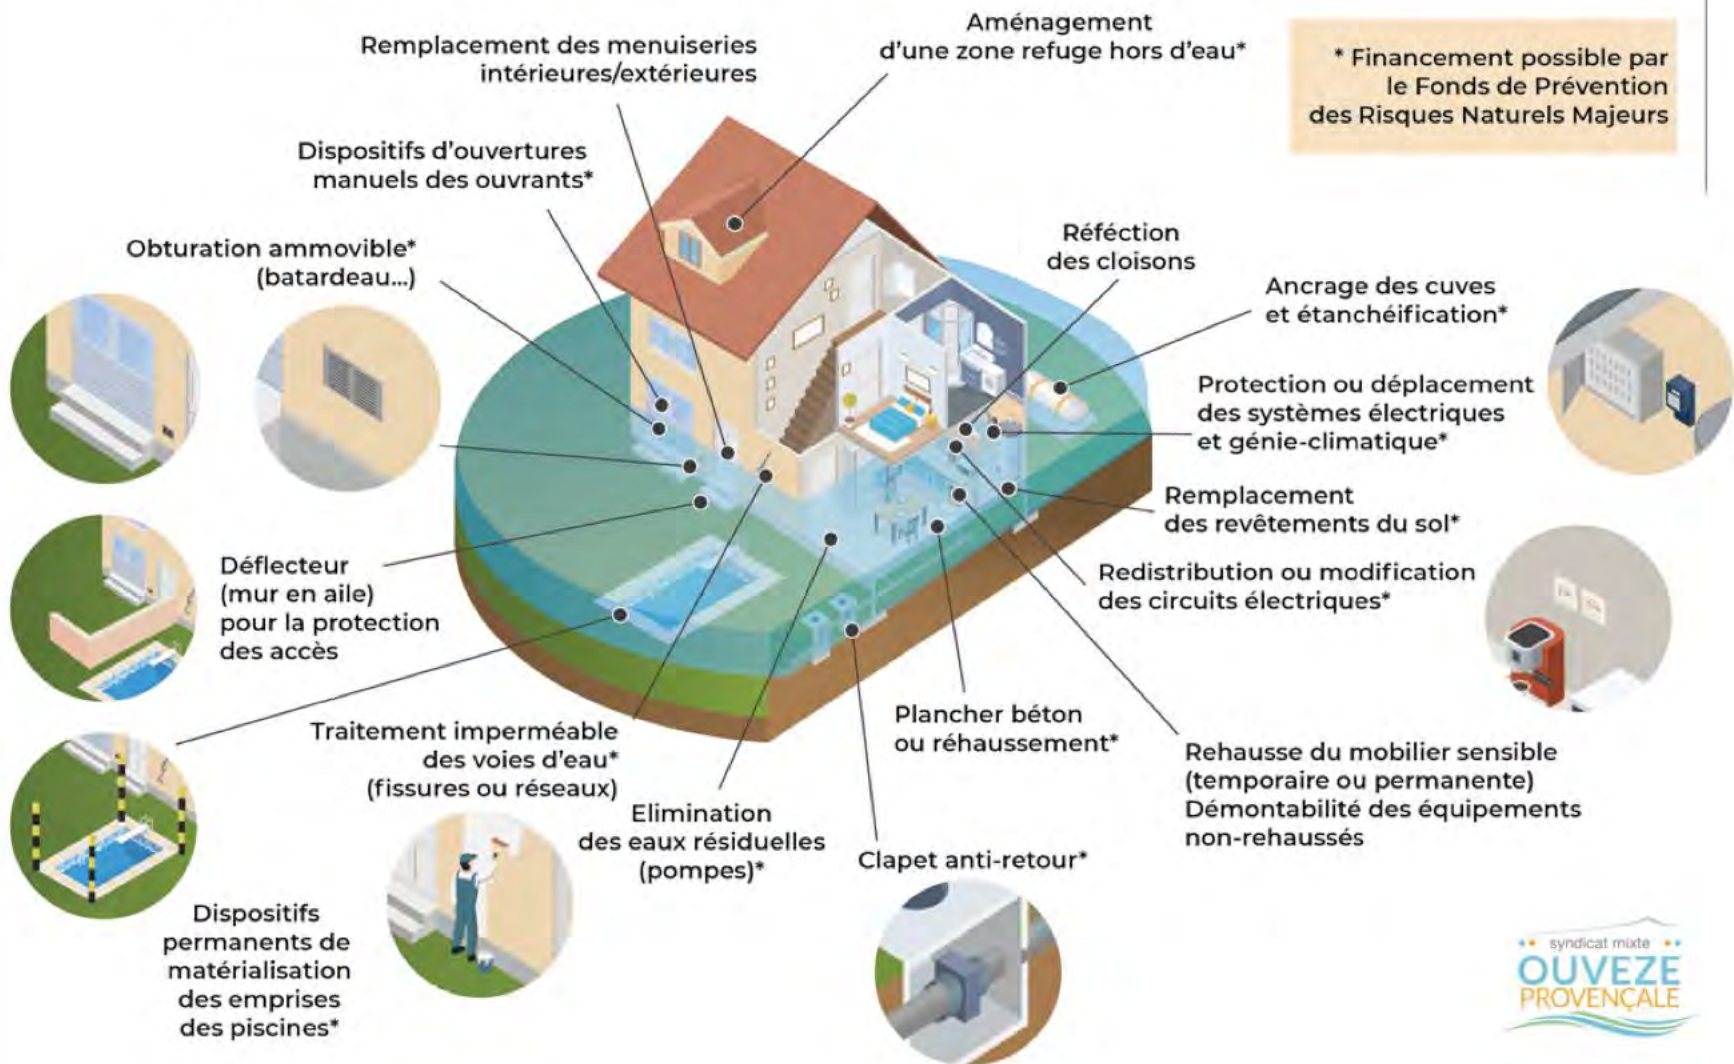 Aménagement
d'une zone refuge hors d'eau*
Remplacement des menuiseries
intérieures/extérieures
* Financement possible par
le Fonds de Prévention
des Risques Naturels Majeurs
Dispositifs d'ouvertures
manuels des ouvrants*
Obturation ammovible*
(batardeau...)
Réféction
des cloisons
Ancrage des cuves
et étanchéification*
Protection ou déplacement
des systèmes électriques
et génie-climatique*
Remplacement
des revêtements du sol*
Redistribution ou modification
des circuits électriques*
Déflecteur
(mur en aile)
pour la protection
des accès
Traitement imperméable
des voies d'eau*
(fissures ou réseaux)
Plancher béton
ou réhaussement*
Rehausse du mobilier sensible
(temporaire ou permanente)
Démontabilité des équipements
non-rehaussés
Elimination
des eaux résiduelles
(pompes)*
Clapet anti-retour*
Dispositifs
permanents de
matérialisation
des emprises
des piscines*
syndicat mixte
OUVEZE
PROVENÇALE